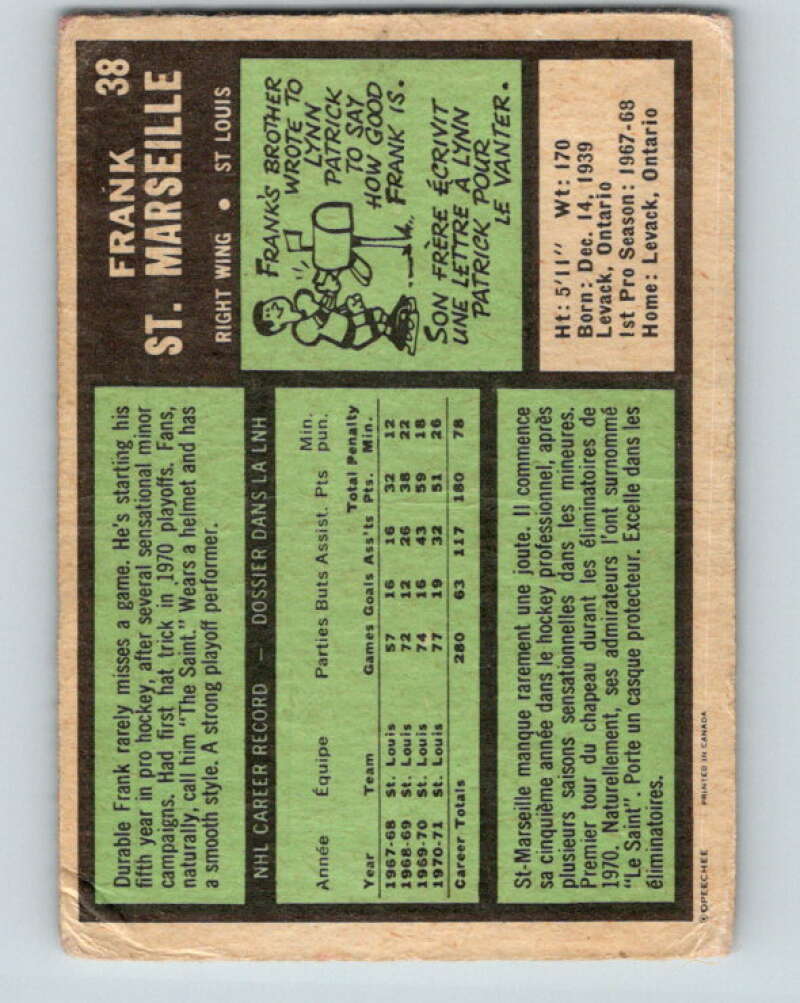 FRANK 38
ST. MARSEILLE
RIGHT WING • ST LOUIS
Durable Frank rarely misses a game. He's starting his
fifth year in pro hockey, after several sensational minor
campaigns. Had first hat trick in 1970 playoffs. Fans,
naturally, call him "The Saint." Wears a helmet and has
a smooth style. A strong playoff performer.
FRANK'S BROTHER
WROTE TO
LYNN
PATRICK
TO SAY
HOW GOOD
FRANK IS.
SON FRÈRE ÉCRIVIT
UNE LETTRE À LYNN
PATRICK POUR
LE VANTER.
NHL CAREER RECORD — DOSSIER DANS LA LNH
Année Équipe Parties Buts Assist. Pts Min. pun.
Year Team Games Goals Ass'ts Total Pts. Penalty Min.
1967-68 St. Louis 57 16 16 32 12
1968-69 St. Louis 72 12 26 38 22
1969-70 St. Louis 74 16 43 59 18
1970-71 St. Louis 77 19 32 51 26
Career Totals 280 63 117 180 78
Ht: 5'11" Wt: 170
Born: Dec. 14, 1939
Levack, Ontario
1st Pro Season: 1967-68
Home: Levack, Ontario
St-Marseille manque rarement une joute. Il commence
sa cinquième année dans le hockey professionnel, après
plusieurs saisons sensationnelles dans les mineures.
Premier tour du chapeau durant les éliminatoires de
1970. Naturellement, ses admirateurs l'ont surnommé
"Le Saint". Porte un casque protecteur. Excelle dans les
éliminatoires.
© OPEECHEE PRINTED IN CANADA